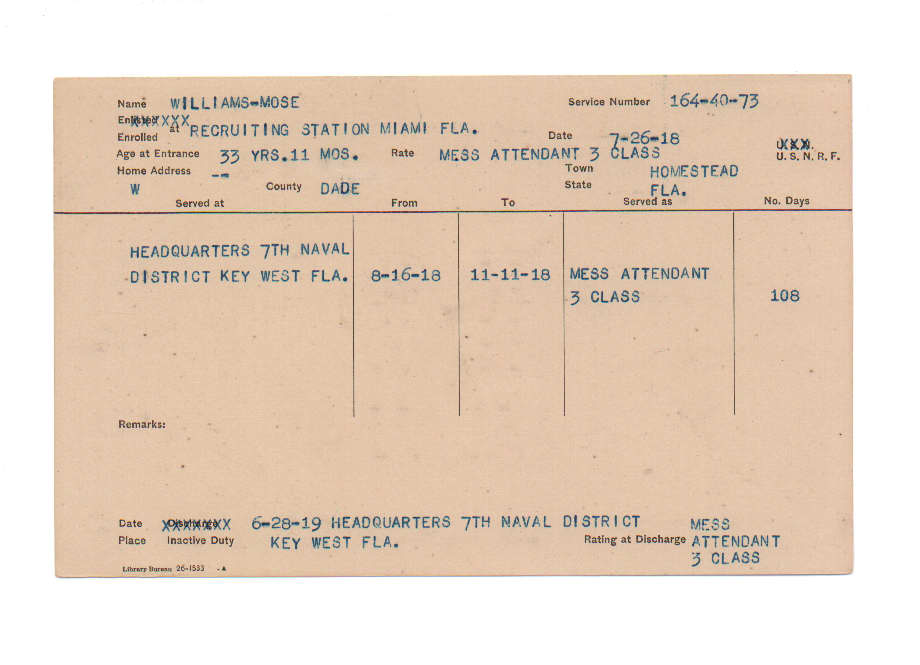 Name WILLIAMS-MOSE Service Number 164-40-73
Enlisted XXXXXX
Enrolled at RECRUITING STATION MIAMI FLA. Date 7-26-18
Age at Entrance 33 YRS.11 MOS. Rate MESS ATTENDANT 3 CLASS U. S. N. R. F.
Home Address -- Town HOMESTEAD
W County DADE State FLA.
Served at From To Served as No. Days
HEADQUARTERS 7TH NAVAL
DISTRICT KEY WEST FLA. 8-16-18 11-11-18 MESS ATTENDANT
3 CLASS 108
Remarks:
Date Discharge XXXXXXX 6-28-19 HEADQUARTERS 7TH NAVAL DISTRICT MESS
Place Inactive Duty KEY WEST FLA. Rating at Discharge ATTENDANT
3 CLASS
Library Bureau 26-1533 -A